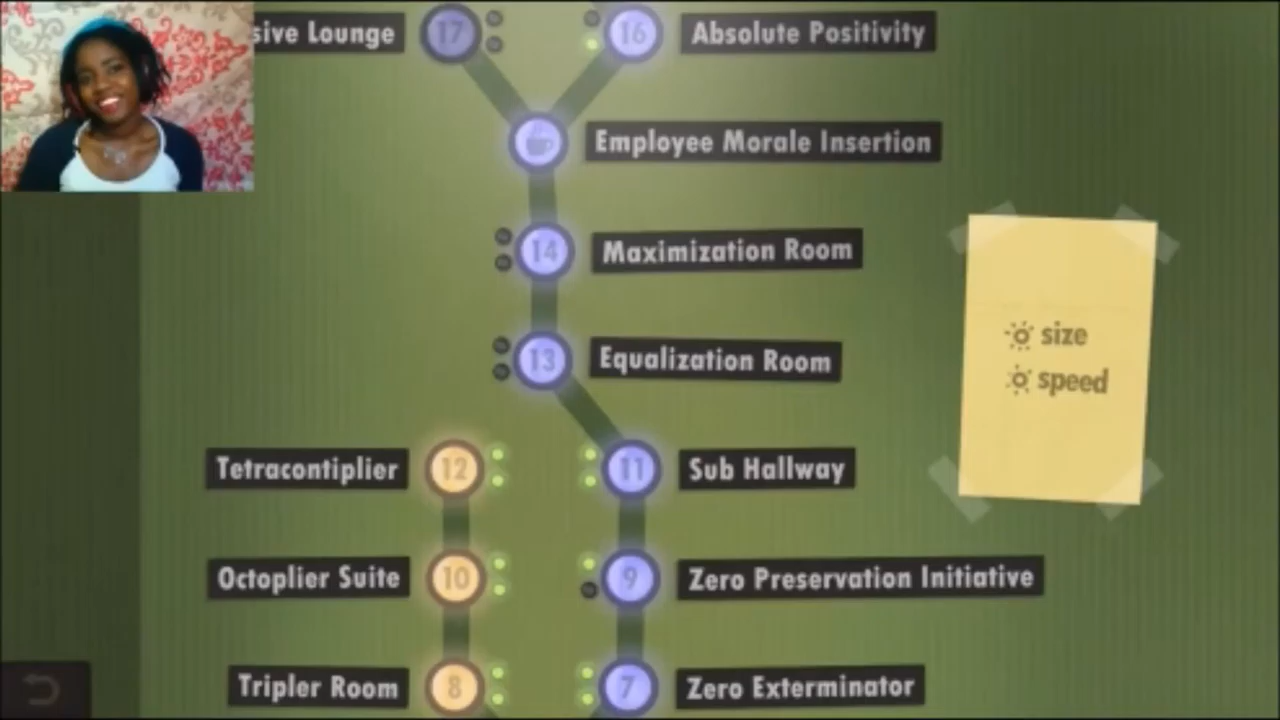 sive Lounge
17
16
Absolute Positivity
Employee Morale Insertion
14
Maximization Room
13
Equalization Room
size
speed
Tetracontiplier
12
11
Sub Hallway
Octoplier Suite
10
9
Zero Preservation Initiative
Tripler Room
8
7
Zero Exterminator